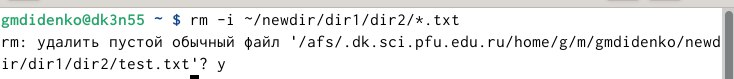 gmdidenko@dk3n55 ~ $ rm -i ~/newdir/dir1/dir2/*.txt
rm: удалить пустой обычный файл '/afs/.dk.sci.pfu.edu.ru/home/g/m/gmdidenko/newd
ir/dir1/dir2/test.txt'? y